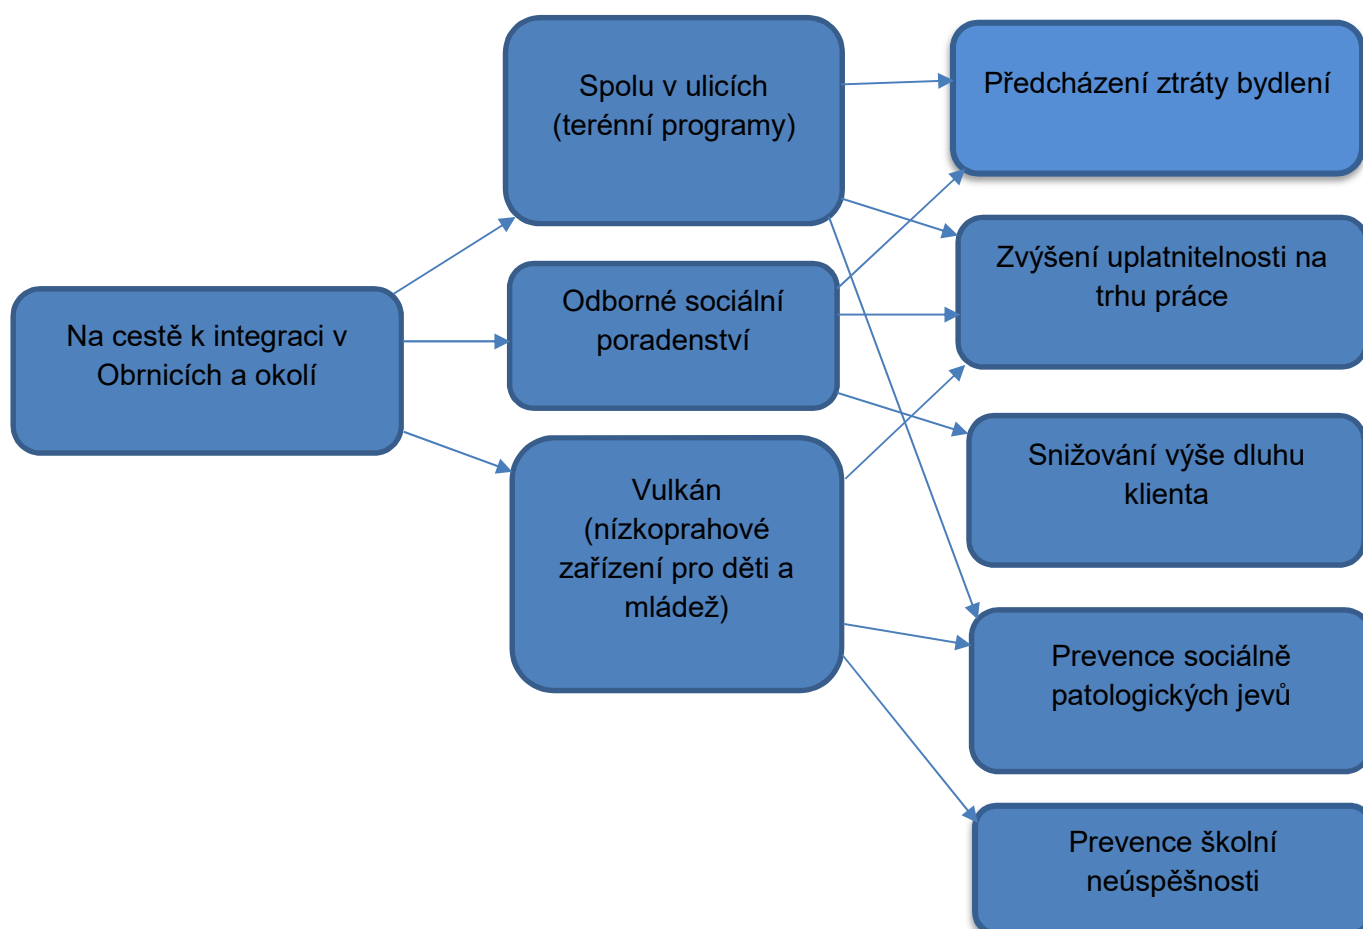 Na cestě k integraci v
Obrnicích a okolí
Spolu v ulicích
(terénní programy)
Odborné sociální
poradenství
Vulkán
(nízkoprahové
zařízení pro děti a
mládež)
Předcházení ztráty bydlení
Zvýšení uplatnitelnosti na
trhu práce
Snižování výše dluhu
klienta
Prevence sociálně
patologických jevů
Prevence školní
neúspěšnosti